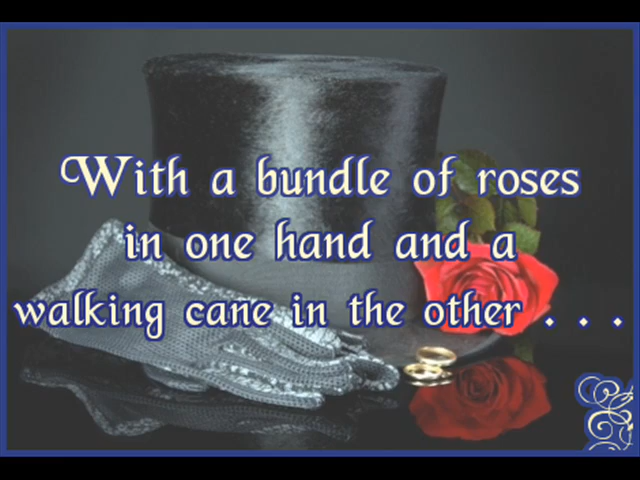 With a bundle of roses
in one hand and a
walking cane in the other . . .